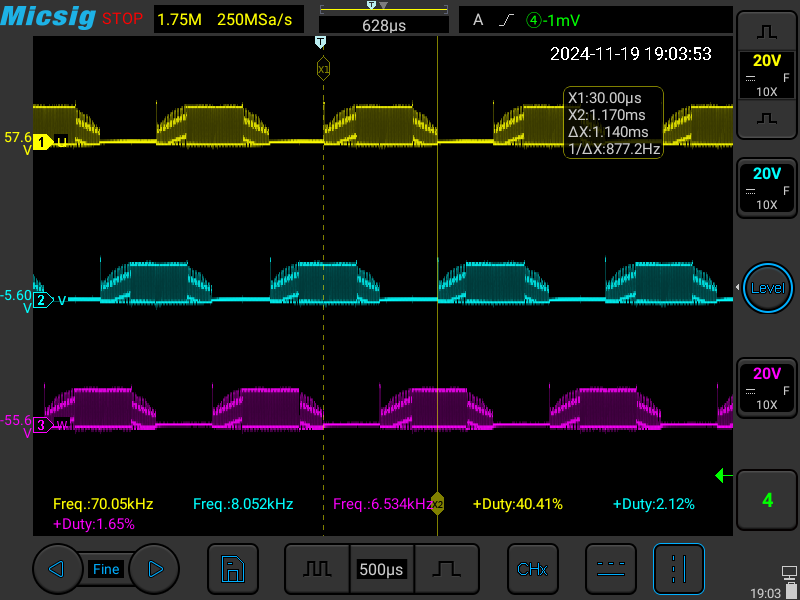 Micsig STOP 1.75M 250MSa/s 628µs A 4 -1mV
T
T
2024-11-19 19:03:53
X1
X1:30.00µs
X2:1.170ms
ΔX:1.140ms
1/ΔX:877.2Hz
57.6
V
1 U
-5.60
V
2 V
-55.6
V
3 W
20V
F
10X
20V
F
10X
Level
20V
F
10X
4
Freq.:70.05kHz Freq.:8.052kHz Freq.:6.534kHz X2 +Duty:40.41% +Duty:2.12%
+Duty:1.65%
Fine 500µs CHx
19:03